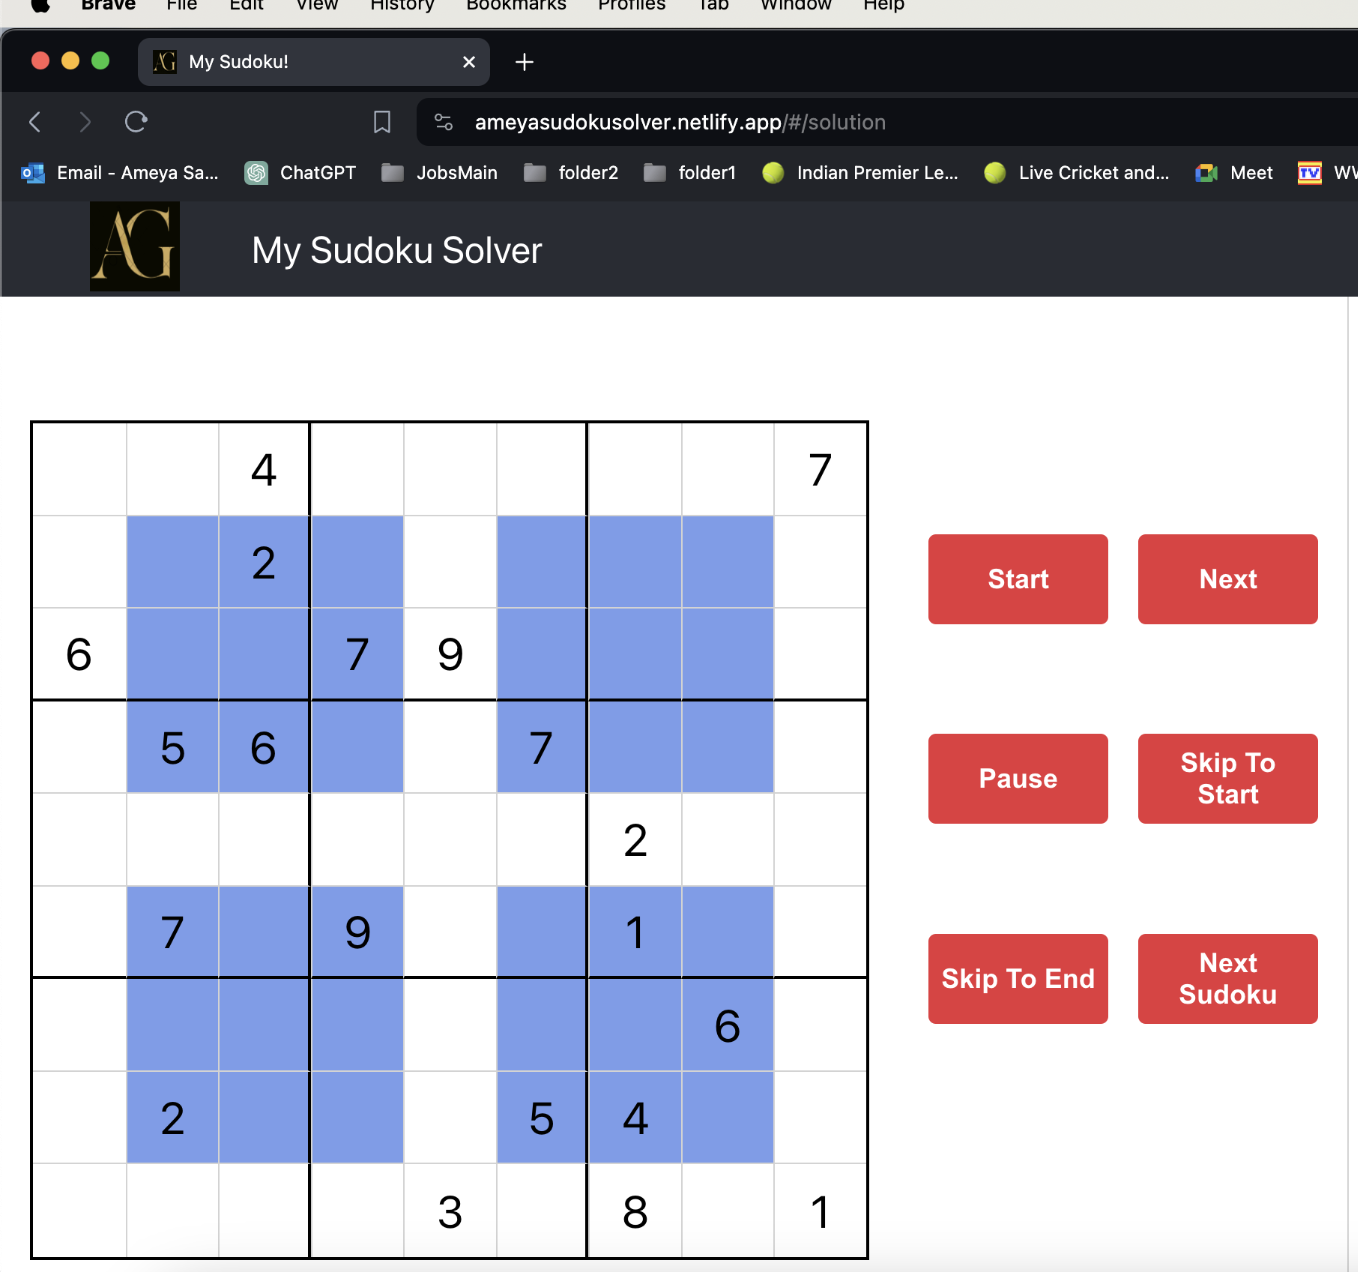 Brave File Edit View History Bookmarks Profiles Tab Window Help
AG My Sudoku!
ameyasudokusolver.netlify.app/#/solution
Email - Ameya Sa... ChatGPT JobsMain folder2 folder1 Indian Premier Le... Live Cricket and... Meet TV
AG My Sudoku Solver
4 7
2
6 7 9
5 6 7
2
7 9 1
6
2 5 4
3 8 1
Start Next
Pause Skip To
Start
Skip To End Next
Sudoku